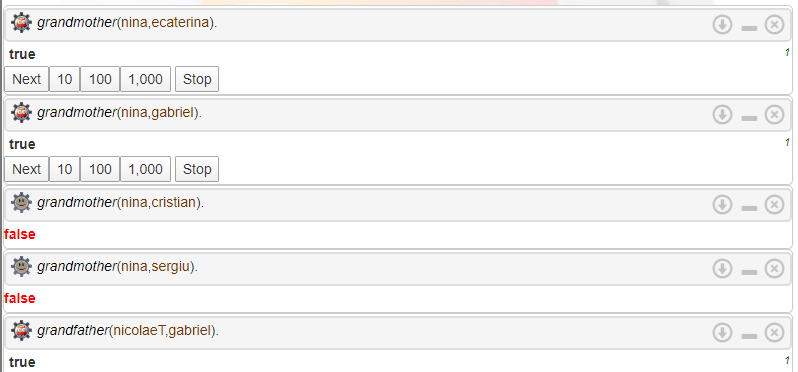 grandmother(nina,ecaterina).
true 1
Next 10 100 1,000 Stop
grandmother(nina,gabriel).
true 1
Next 10 100 1,000 Stop
grandmother(nina,cristian).
false
grandmother(nina,sergiu).
false
grandfather(nicolaeT,gabriel).
true 1